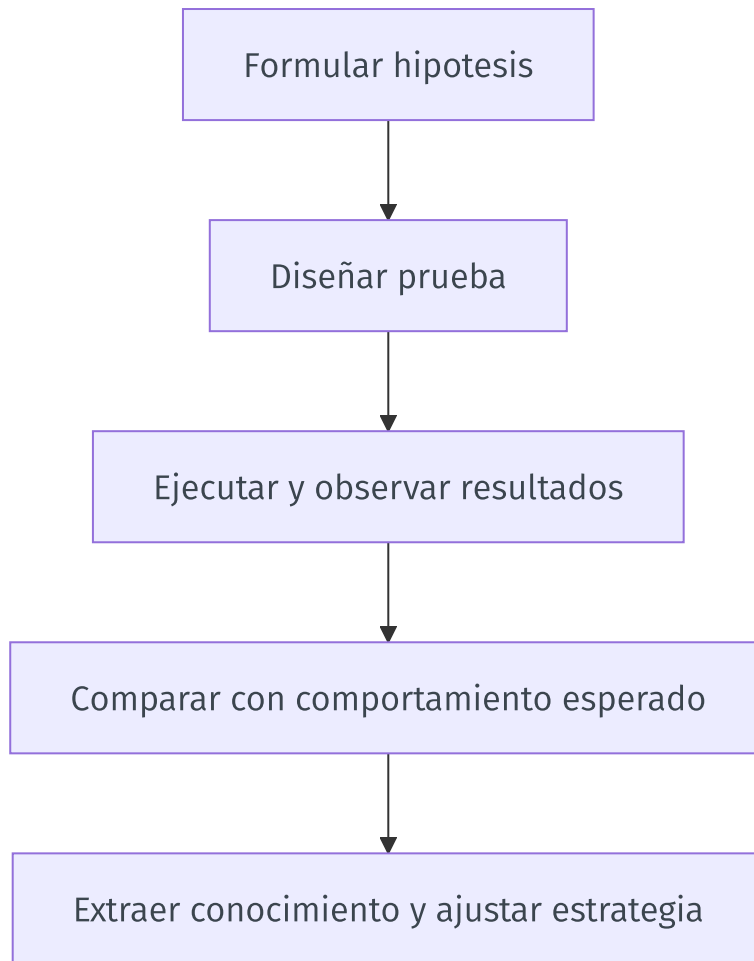 Formular hipotesis
Diseñar prueba
Ejecutar y observar resultados
Comparar con comportamiento esperado
Extraer conocimiento y ajustar estrategia